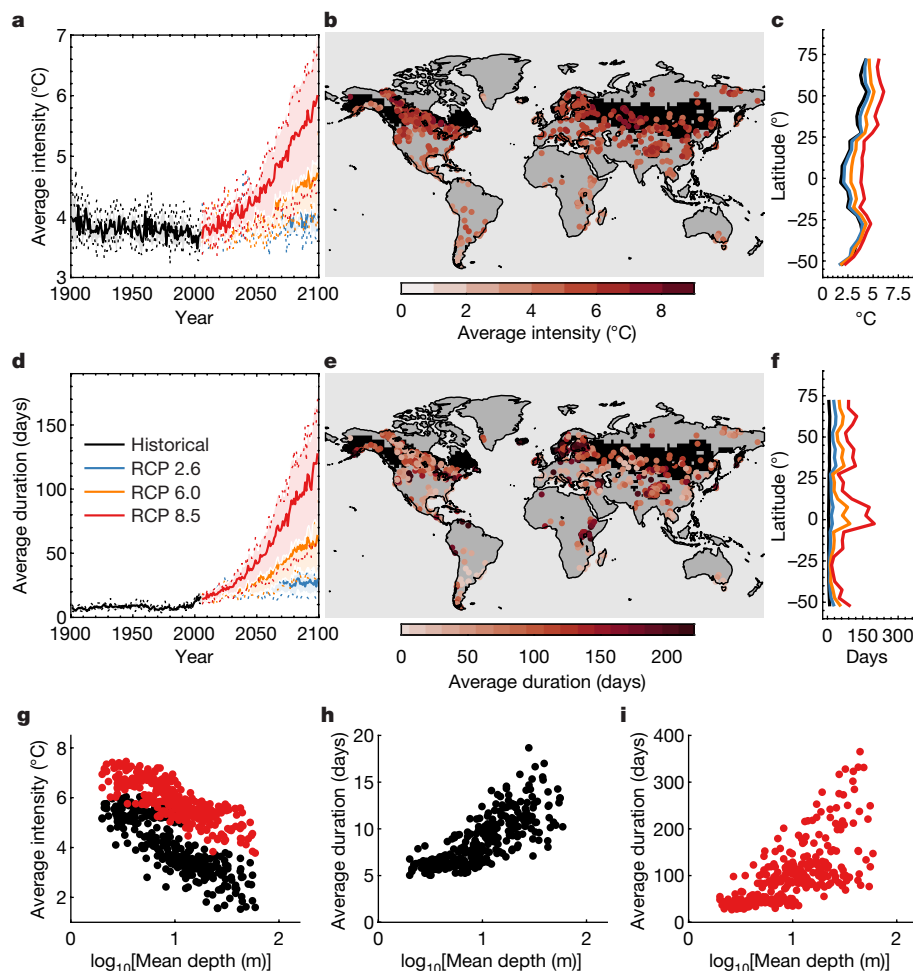 a
b
c
Average intensity (°C)
7
6
5
4
3
1900 1950 2000 2050 2100
Year
0 2 4 6 8
Average intensity (°C)
Latitude (°)
50
25
0
−25
−50
0 2.5 5 7.5
°C
d
e
f
Average duration (days)
150
100
50
0
Historical
RCP 2.6
RCP 6.0
RCP 8.5
1900 1950 2000 2050 2100
Year
0 50 100 150 200
Average duration (days)
Latitude (°)
50
25
0
−25
−50
0 150 300
Days
g
h
i
Average intensity (°C)
8
6
4
2
0 1 2
log10[Mean depth (m)]
Average duration (days)
20
15
10
5
0
0 1 2
log10[Mean depth (m)]
Average duration (days)
400
300
200
100
0
0 1 2
log10[Mean depth (m)]